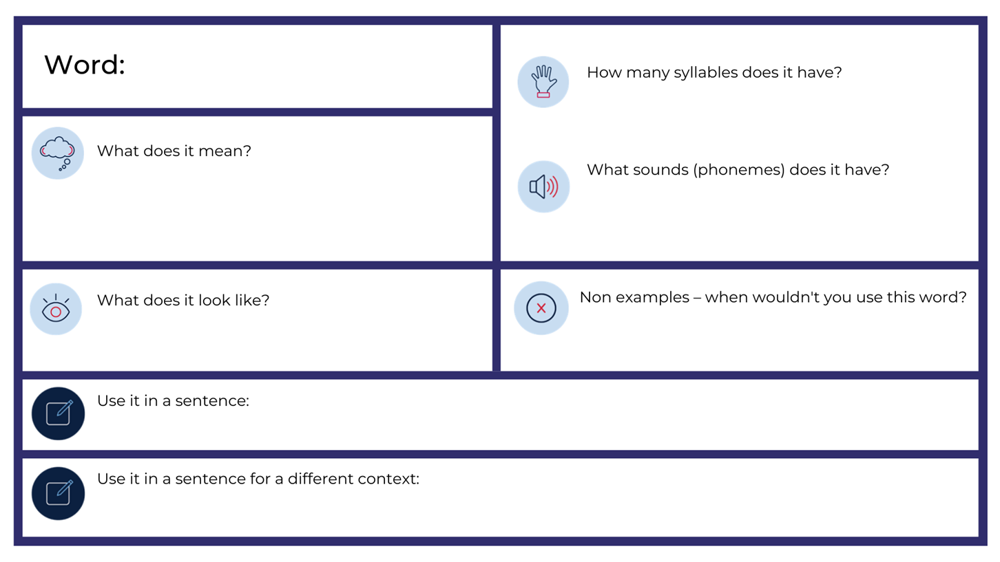 Word:
How many syllables does it have?
What does it mean?
What sounds (phonemes) does it have?
What does it look like?
Non examples – when wouldn't you use this word?
Use it in a sentence:
Use it in a sentence for a different context: